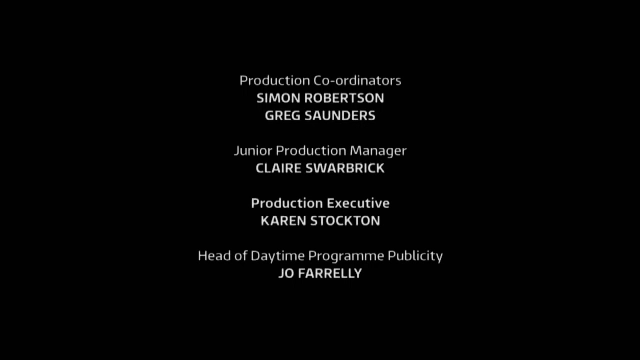 Production Co-ordinators
SIMON ROBERTSON
GREG SAUNDERS
Junior Production Manager
CLAIRE SWARBRICK
Production Executive
KAREN STOCKTON
Head of Daytime Programme Publicity
JO FARRELLY